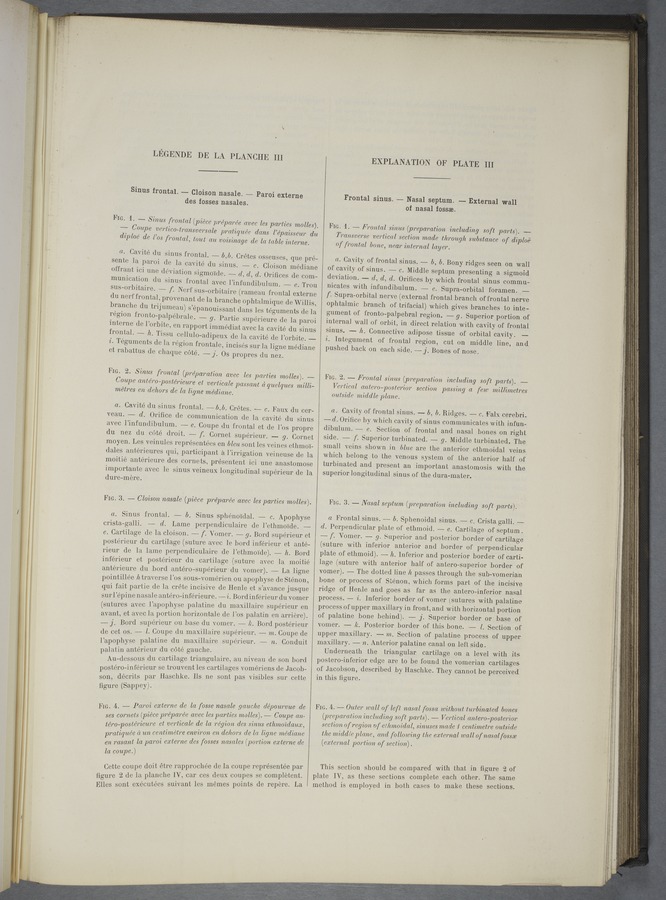 LÉGENDE DE LA PLANCHE III
Sinus frontal. — Cloison nasale. — Paroi externe
des fosses nasales.
FIG. 1. — Sinus frontal (pièce préparée avec les parties molles).
— Coupe vertico-transversale pratiquée dans l'épaisseur du
diploé de l'os frontal, tout au voisinage de la table interne.
a. Cavité du sinus frontal. — b,b. Crêtes osseuses, que pré-
sente la paroi de la cavité du sinus. — c. Cloison médiane
offrant ici une déviation sigmoïde. — d, d, d. Orifices de com-
munication du sinus frontal avec l'infundibulum. — e. Trou
sus-orbitaire. — f. Nerf sus-orbitaire (rameau frontal externe
du nerf frontal, provenant de la branche ophthalmique de Willis,
branche du trijumeau) s'épanouissant dans les téguments de la
région fronto-palpébrale. — g. Partie supérieure de la paroi
interne de l'orbite, en rapport immédiat avec la cavité du sinus
frontal. — h. Tissu cellulo-adipeux de la cavité de l'orbite. —
i. Téguments de la région frontale, incisés sur la ligne médiane
et rabattus de chaque côté. — j. Os propres du nez.
FIG. 2. Sinus frontal (préparation avec les parties molles). —
Coupe antéro-postérieure et verticale passant à quelques milli-
mètres en dehors de la ligne médiane.
a. Cavité du sinus frontal. — b,b. Crêtes. — c. Faux du cer-
veau. — d. Orifice de communication de la cavité du sinus
avec l'infundibulum. — e. Coupe du frontal et de l'os propre
du nez du côté droit. — f. Cornet supérieur. — g. Cornet
moyen. Les veinules représentées en bleu sont les veines ethmoï-
dales antérieures qui, participant à l'irrigation veineuse de la
moitié antérieure des cornets, présentent ici une anastomose
importante avec le sinus veineux longitudinal supérieur de la
dure-mère.
FIG. 3. — Cloison nasale (pièce préparée avec les parties molles).
a. Sinus frontal. — b. Sinus sphénoïdal. — c. Apophyse
crista-galli. — d. Lame perpendiculaire de l'ethmoïde. —
e. Cartilage de la cloison. — f. Vomer. — g. Bord supérieur et
postérieur du cartilage (suture avec le bord inférieur et anté-
rieur de la lame perpendiculaire de l'ethmoïde). — h. Bord
inférieur et postérieur du cartilage (suture avec la moitié
antérieure du bord antéro-supérieur du vomer). — La ligne
pointillée h traverse l'os sous-vomérien ou apophyse de Sténon,
qui fait partie de la crête incisive de Henle et s'avance jusque
sur l'épine nasale antéro-inférieure. — i. Bord inférieur du vomer
(sutures avec l'apophyse palatine du maxillaire supérieur en
avant, et avec la portion horizontale de l'os palatin en arrière).
— j. Bord supérieur ou base du vomer. — k. Bord postérieur
de cet os. — l. Coupe du maxillaire supérieur. — m. Coupe de
l'apophyse palatine du maxillaire supérieur. — n. Conduit
palatin antérieur du côté gauche.
Au-dessous du cartilage triangulaire, au niveau de son bord
postéro-inférieur se trouvent les cartilages vomériens de Jacob-
son, décrits par Haschke. Ils ne sont pas visibles sur cette
figure (Sappey).
FIG. 4. — Paroi externe de la fosse nasale gauche dépourvue de
ses cornets (pièce préparée avec les parties molles). — Coupe an-
téro-postérieure et verticale de la région des sinus ethmoïdaux,
pratiquée à un centimètre environ en dehors de la ligne médiane
en rasant la paroi externe des fosses nasales (portion externe de
la coupe.)
Cette coupe doit être rapprochée de la coupe représentée par
figure 2 de la planche IV, car ces deux coupes se complètent.
Elles sont exécutées suivant les mêmes points de repère. La
EXPLANATION OF PLATE III
Frontal sinus. — Nasal septum. — External wall
of nasal fossæ.
FIG. 1. — Frontal sinus (preparation including soft parts). —
Transverse vertical section made through substance of diploë
of frontal bone, near internal layer.
a. Cavity of frontal sinus. — b, b. Bony ridges seen on wall
of cavity of sinus. — c. Middle septum presenting a sigmoid
deviation. — d, d, d. Orifices by which frontal sinus commu-
nicates with infundibulum. — e. Supra-orbital foramen. —
f. Supra-orbital nerve (external frontal branch of frontal nerve
ophthalmic branch of trifacial) which gives branches to inte-
gument of fronto-palpebral region. — g. Superior portion of
internal wall of orbit, in direct relation with cavity of frontal
sinus. — h. Connective adipose tissue of orbital cavity. —
i. Integument of frontal region, cut on middle line, and
pushed back on each side. — j. Bones of nose.
FIG. 2. — Frontal sinus (preparation including soft parts). —
Vertical antero-posterior section passing a few millimetres
outside middle plane.
a. Cavity of frontal sinus. — b, b. Ridges. — c. Falx cerebri.
— d. Orifice by which cavity of sinus communicates with infun-
dibulum. — e. Section of frontal and nasal bones on right
side. — f. Superior turbinated. — g. Middle turbinated. The
small veins shown in blue are the anterior ethmoidal veins
which belong to the venous system of the anterior half of
turbinated and present an important anastomosis with the
superior longitudinal sinus of the dura-mater.
FIG. 3. — Nasal septum (preparation including soft parts).
a Frontal sinus. — b. Sphenoidal sinus. — c. Crista galli. —
d. Perpendicular plate of ethmoid. — e. Cartilage of septum.
— f. Vomer. — g. Superior and posterior border of cartilage
(suture with inferior anterior and border of perpendicular
plate of ethmoid). — h. Inferior and posterior border of carti-
lage (suture with anterior half of antero-superior border of
vomer). — The dotted line h passes through the sub-vomerian
bone or process of Sténon, which forms part of the incisive
ridge of Henle and goes as far as the antero-inferior nasal
process. — i. Inferior border of vomer (sutures with palatine
process of upper maxillary in front, and with horizontal portion
of palatine bone behind). — j. Superior border or base of
vomer. — k. Posterior border of this bone. — l. Section of
upper maxillary. — m. Section of palatine process of upper
maxillary. — n. Anterior palatine canal on left side.
Underneath the triangular cartilage on a level with its
postero-inferior edge are to be found the vomerian cartilages
of Jacobson, described by Haschke. They cannot be perceived
in this figure.
FIG. 4. — Outer wall of left nasal fossa without turbinated bones
(preparation including soft parts). — Vertical antero-posterior
section of region of ethmoidal, sinuses made 1 centimetre outside
the middle plane, and following the external wall of nasal fossæ
(external portion of section).
This section should be compared with that in figure 2 of
plate IV, as these sections complete each other. The same
method is employed in both cases to make these sections.